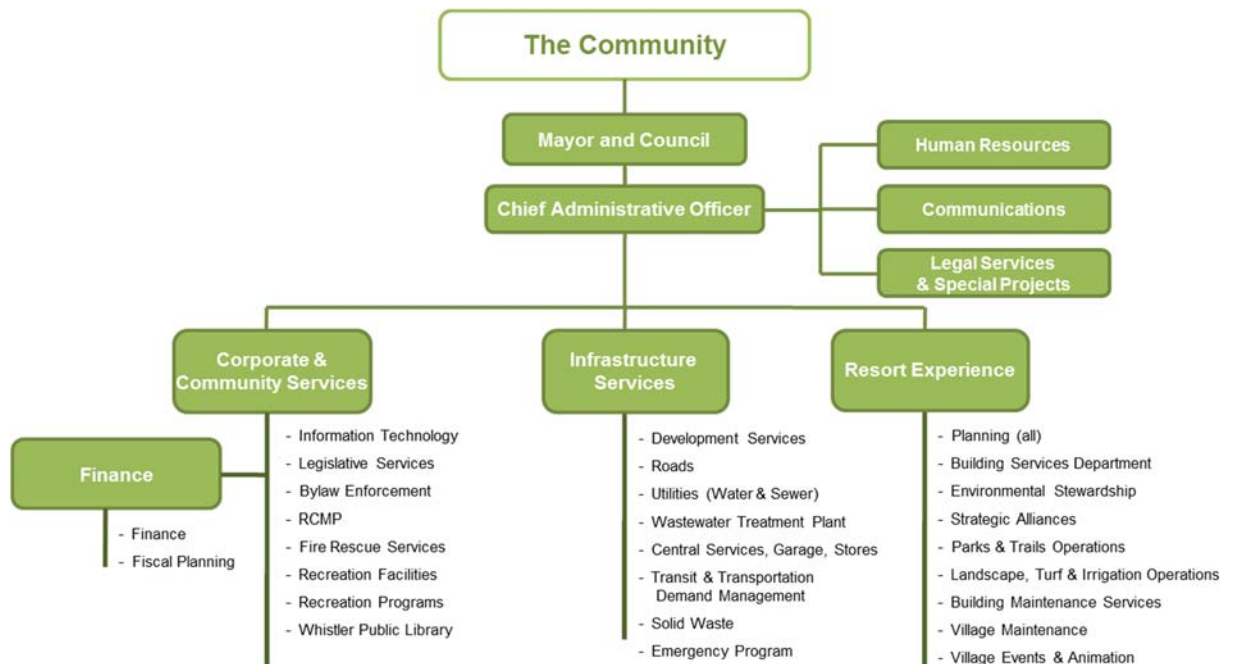 The Community
Mayor and Council
Chief Administrative Officer
Human Resources
Communications
Legal Services
& Special Projects
Corporate &
Community Services
- Information Technology
- Legislative Services
- Bylaw Enforcement
- RCMP
- Fire Rescue Services
- Recreation Facilities
- Recreation Programs
- Whistler Public Library
Finance
- Finance
- Fiscal Planning
Infrastructure
Services
- Development Services
- Roads
- Utilities (Water & Sewer)
- Wastewater Treatment Plant
- Central Services, Garage, Stores
- Transit & Transportation
Demand Management
- Solid Waste
- Emergency Program
Resort Experience
- Planning (all)
- Building Services Department
- Environmental Stewardship
- Strategic Alliances
- Parks & Trails Operations
- Landscape, Turf & Irrigation Operations
- Building Maintenance Services
- Village Maintenance
- Village Events & Animation